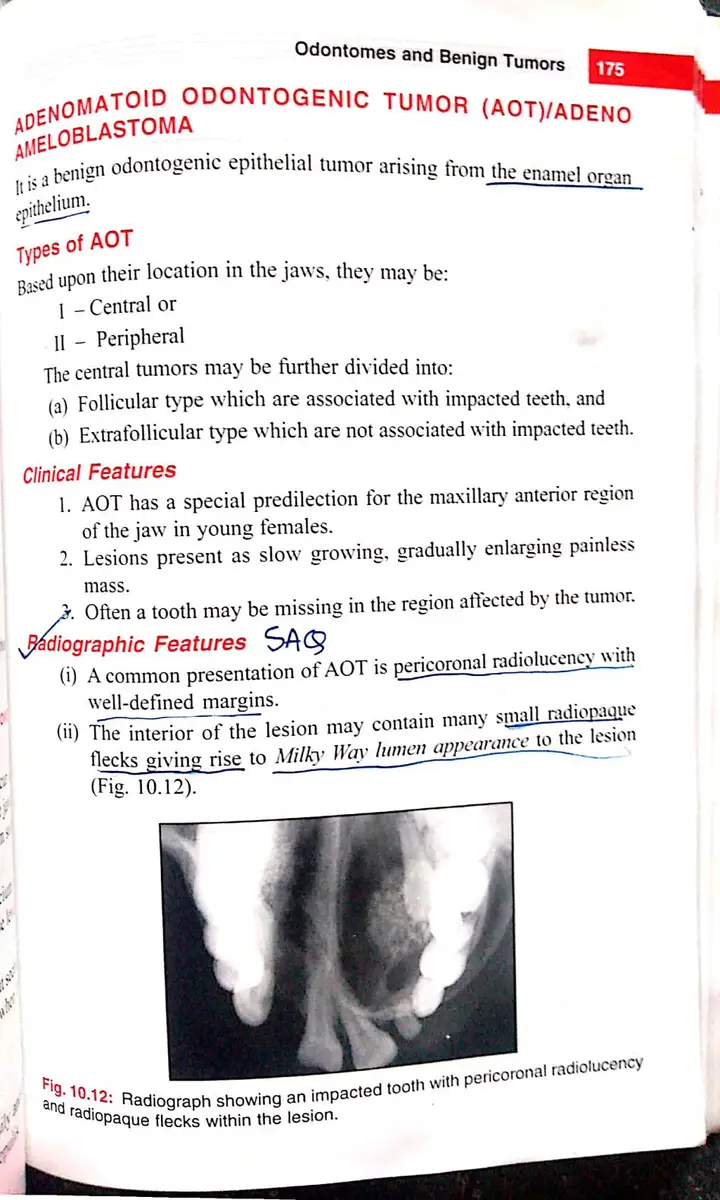 Odontomes and Benign Tumors 175
ADENOMATOID ODONTOGENIC TUMOR (AOT)/ADENO
AMELOBLASTOMA
It is a benign odontogenic epithelial tumor arising from the enamel organ
epithelium.
Types of AOT
Based upon their location in the jaws, they may be:
I – Central or
II – Peripheral
The central tumors may be further divided into:
(a) Follicular type which are associated with impacted teeth, and
(b) Extrafollicular type which are not associated with impacted teeth.
Clinical Features
1. AOT has a special predilection for the maxillary anterior region
of the jaw in young females.
2. Lesions present as slow growing, gradually enlarging painless
mass.
3. Often a tooth may be missing in the region affected by the tumor.
Radiographic Features SAQ
(i) A common presentation of AOT is pericoronal radiolucency with
well-defined margins.
(ii) The interior of the lesion may contain many small radiopaque
flecks giving rise to Milky Way lumen appearance to the lesion
(Fig. 10.12).
Fig. 10.12: Radiograph showing an impacted tooth with pericoronal radiolucency
and radiopaque flecks within the lesion.